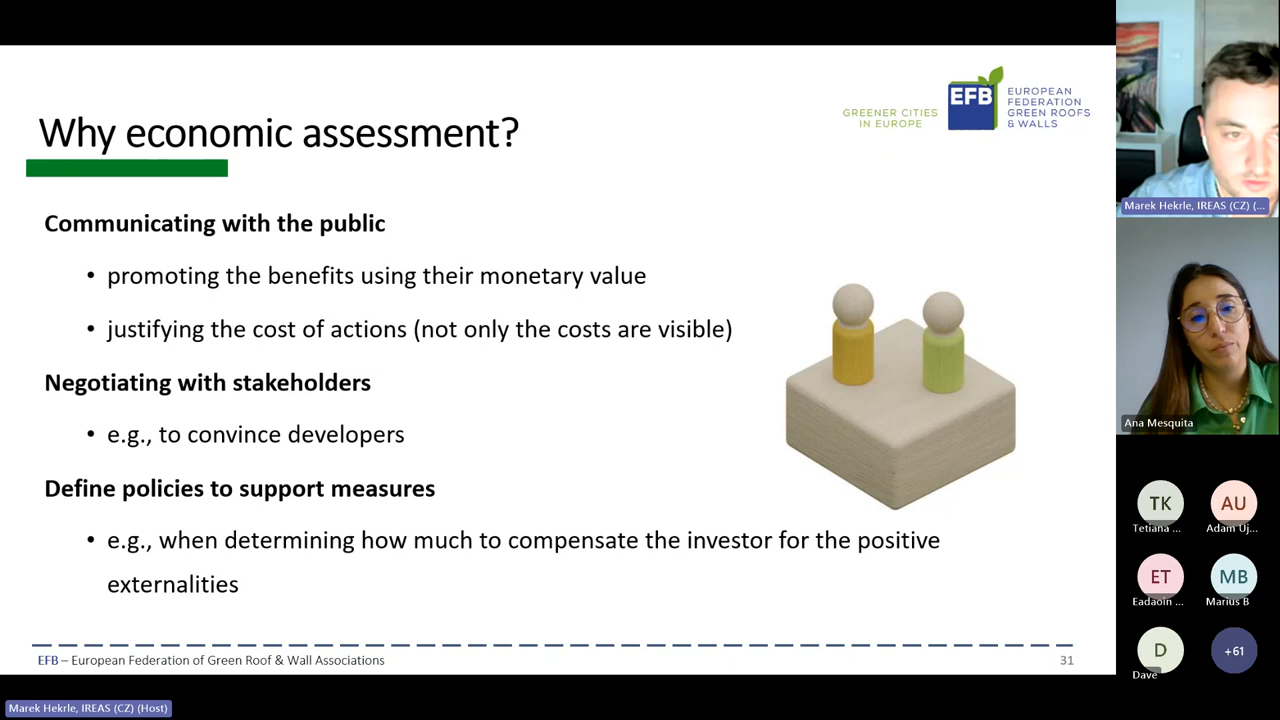 Why economic assessment?
GREENER CITIES
IN EUROPE
EFB
EUROPEAN
FEDERATION
GREEN ROOFS
& WALLS
Communicating with the public
• promoting the benefits using their monetary value
• justifying the cost of actions (not only the costs are visible)
Negotiating with stakeholders
• e.g., to convince developers
Define policies to support measures
• e.g., when determining how much to compensate the investor for the positive
externalities
EFB – European Federation of Green Roof & Wall Associations
31
Marek Hekrle, IREAS (CZ) (Host)
Marek Hekrle, IREAS (CZ) (...
Ana Mesquita
TK
Tetiana ...
AU
Adam Uj...
ET
Eadaoin ...
MB
Marius B
D
Dave
+61